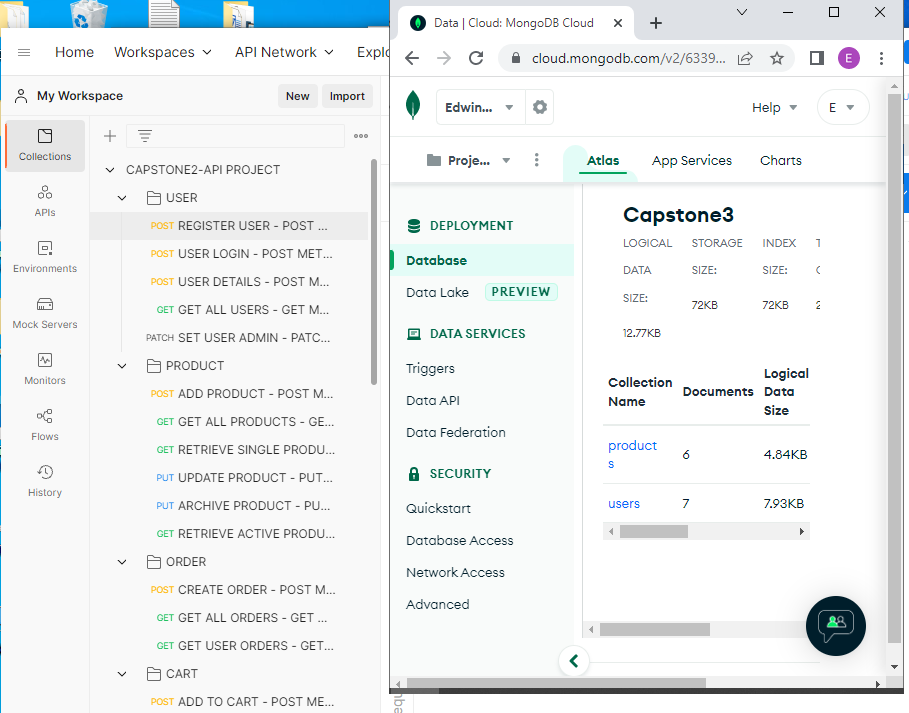 Home
Workspaces
API Network
Explo
My Workspace
New
Import
Collections
APIs
Environments
Mock Servers
Monitors
Flows
History
CAPSTONE2-API PROJECT
USER
POST REGISTER USER - POST ...
POST USER LOGIN - POST MET...
POST USER DETAILS - POST M...
GET GET ALL USERS - GET M...
PATCH SET USER ADMIN - PATC...
PRODUCT
POST ADD PRODUCT - POST M...
GET GET ALL PRODUCTS - GE...
GET RETRIEVE SINGLE PRODU...
PUT UPDATE PRODUCT - PUT...
PUT ARCHIVE PRODUCT - PU...
GET RETRIEVE ACTIVE PRODU...
ORDER
POST CREATE ORDER - POST M...
GET GET ALL ORDERS - GET ...
GET GET USER ORDERS - GET...
CART
POST ADD TO CART - POST ME...
Data | Cloud: MongoDB Cloud
cloud.mongodb.com/v2/6339...
E
Edwin...
Help
E
Proje...
Atlas
App Services
Charts
DEPLOYMENT
Database
Data Lake PREVIEW
DATA SERVICES
Triggers
Data API
Data Federation
SECURITY
Quickstart
Database Access
Network Access
Advanced
Capstone3
LOGICAL
DATA
SIZE:
12.77KB
STORAGE
SIZE:
72KB
INDEX
SIZE:
72KB
Collection
Name
Documents
Logical
Data
Size
product
s
6
4.84KB
users
7
7.93KB